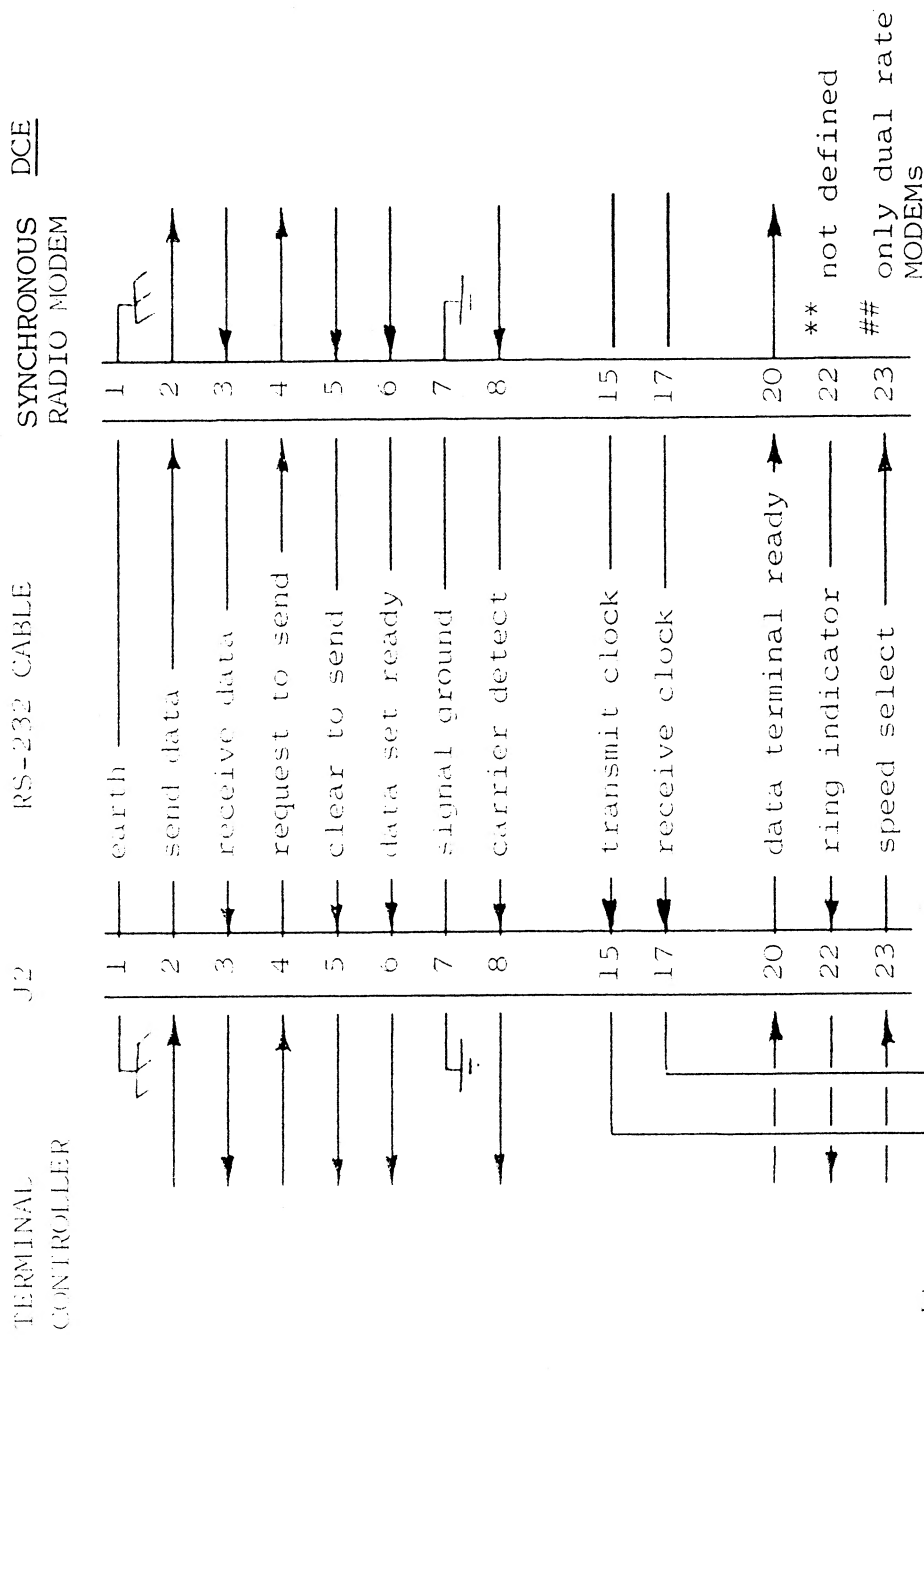 TERMINAL CONTROLLER J2 RS-232 CABLE SYNCHRONOUS RADIO MODEM DCE
1 earth 1
2 send data 2
3 receive data 3
4 request to send 4
5 clear to send 5
6 data set ready 6
7 signal ground 7
8 carrier detect 8
15 transmit clock 15
17 receive clock 17
20 data terminal ready 20
22 ring indicator 22 ** not defined
23 speed select 23 ## only dual rate
MODEMs